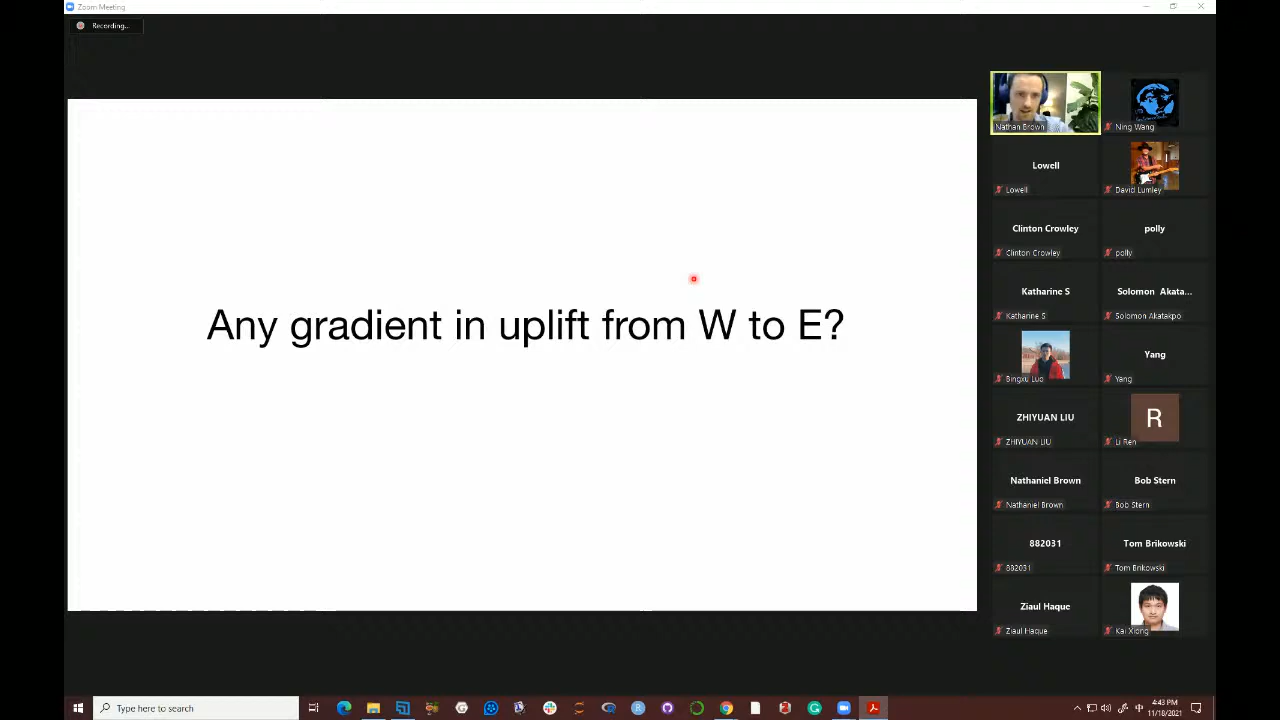 Zoom Meeting
Recording...
Any gradient in uplift from W to E?
Nathan Brown
Ning Wang
Lowell
Lowell
David Lumley
Clinton Crowley
polly
Clinton Crowley
polly
Katharine S
Solomon Akata...
Katharine S
Solomon Akatakpo
Yang
Bingxu Luo
Yang
ZHIYUAN LIU
R
ZHIYUAN LIU
Li Ren
Nathaniel Brown
Bob Stern
Nathaniel Brown
Bob Stern
882031
Tom Brikowski
882031
Tom Brikowski
Ziaul Haque
Ziaul Haque
Kai Xiong
Type here to search
中
4:43 PM
11/18/2021